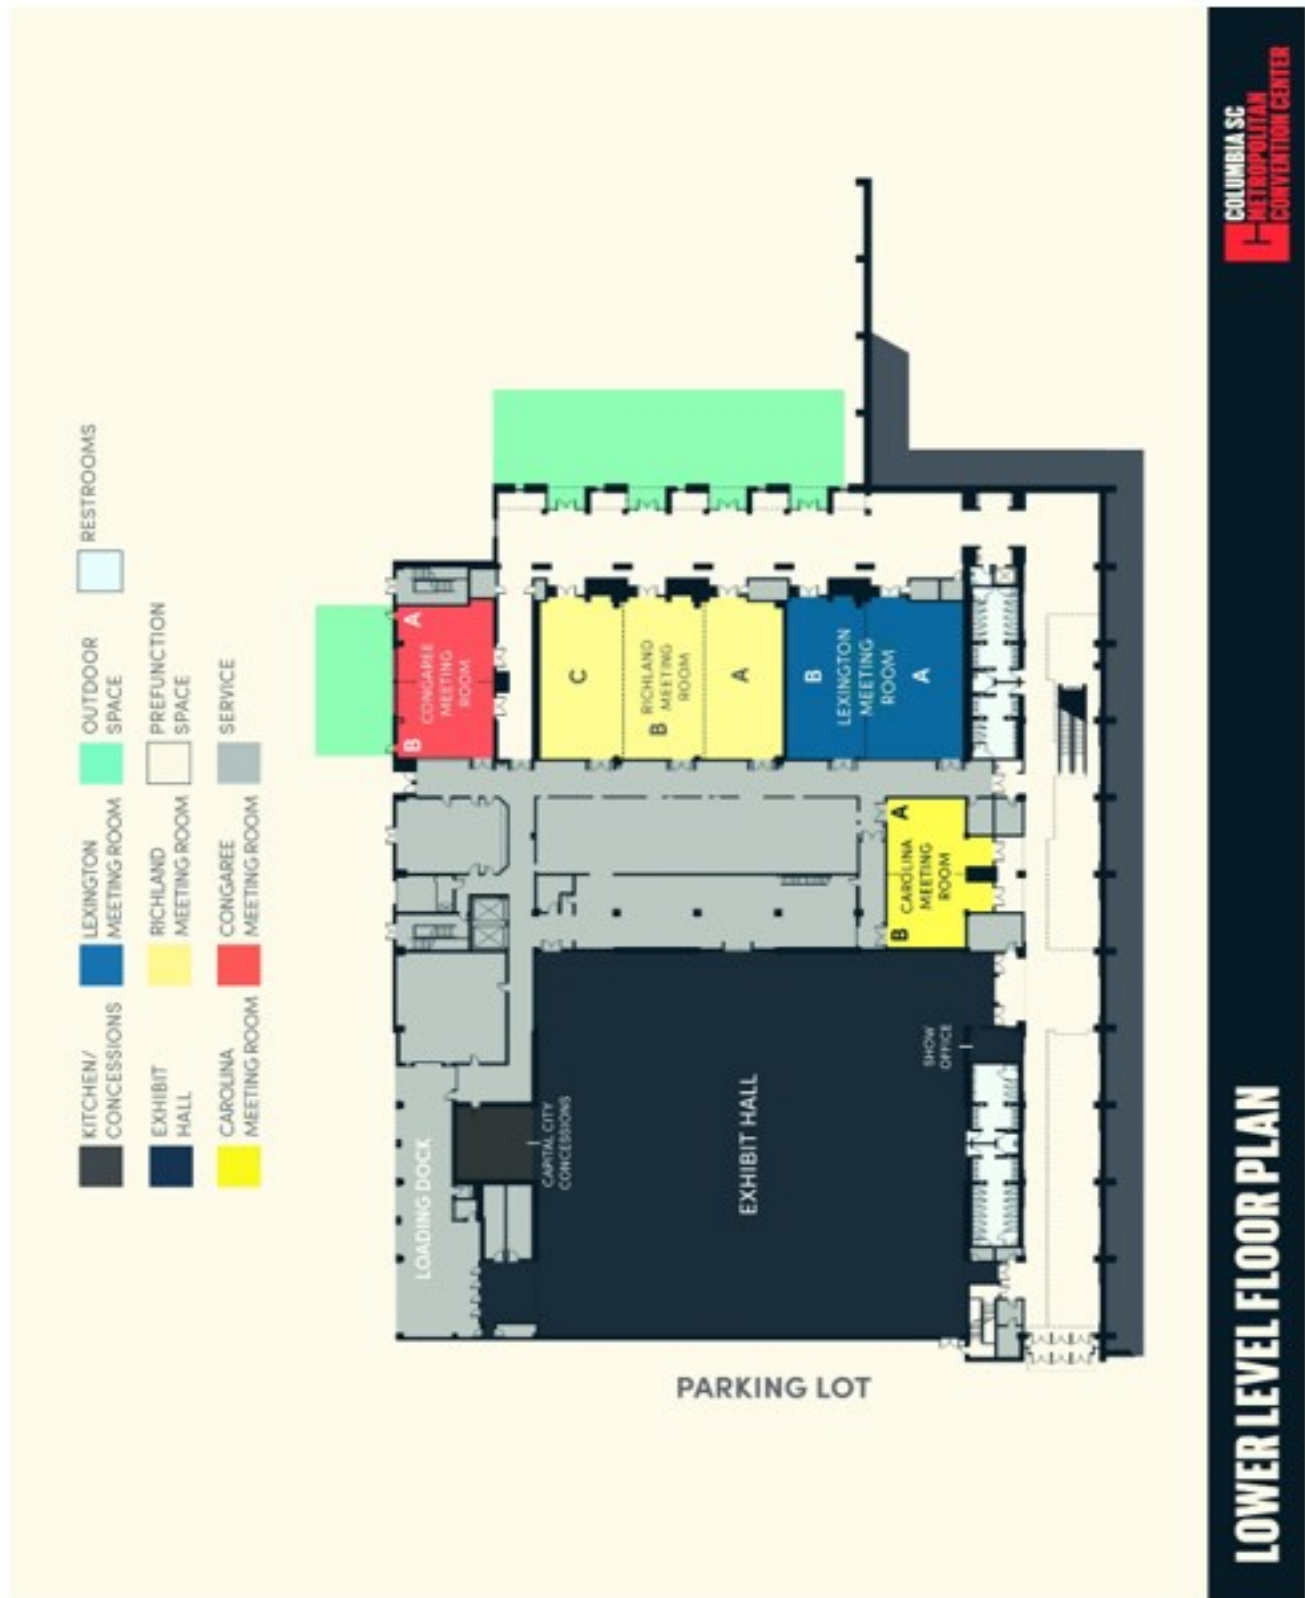 KITCHEN/
CONCESSIONS
LEXINGTON
MEETING ROOM
OUTDOOR
SPACE
RESTROOMS
EXHIBIT
HALL
RICHLAND
MEETING ROOM
PREFUNCTION
SPACE
CAROLINA
MEETING ROOM
CONGAREE
MEETING ROOM
SERVICE
LOADING DOCK
CAPITAL CITY
CONCESSIONS
EXHIBIT HALL
SHOW
OFFICE
B
A
CONGAREE
MEETING
ROOM
C
RICHLAND
MEETING
ROOM
B
A
B
LEXINGTON
MEETING
ROOM
A
A
CAROLINA
MEETING
ROOM
B
PARKING LOT
LOWER LEVEL FLOOR PLAN
COLUMBIA SC
METROPOLITAN
CONVENTION CENTER